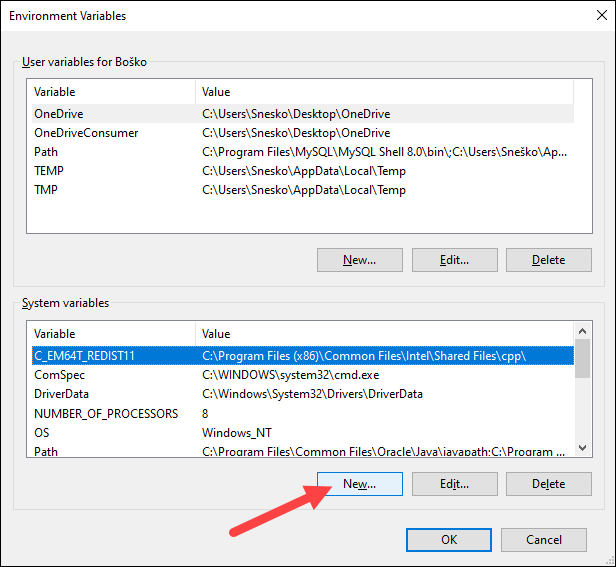 Environment Variables
User variables for Boško
Variable Value
OneDrive C:\Users\Snesko\Desktop\OneDrive
OneDriveConsumer C:\Users\Snesko\Desktop\OneDrive
Path C:\Program Files\MySQL\MySQL Shell 8.0\bin\;C:\Users\Sneško\Ap...
TEMP C:\Users\Snesko\AppData\Local\Temp
TMP C:\Users\Snesko\AppData\Local\Temp
New... Edit... Delete
System variables
Variable Value
C_EM64T_REDIST11 C:\Program Files (x86)\Common Files\Intel\Shared Files\cpp\
ComSpec C:\WINDOWS\system32\cmd.exe
DriverData C:\Windows\System32\Drivers\DriverData
NUMBER_OF_PROCESSORS 8
OS Windows_NT
Path C:\Program Files\Common Files\Oracle\Java\javapath;C:\Program ...
New... Edit... Delete
OK Cancel